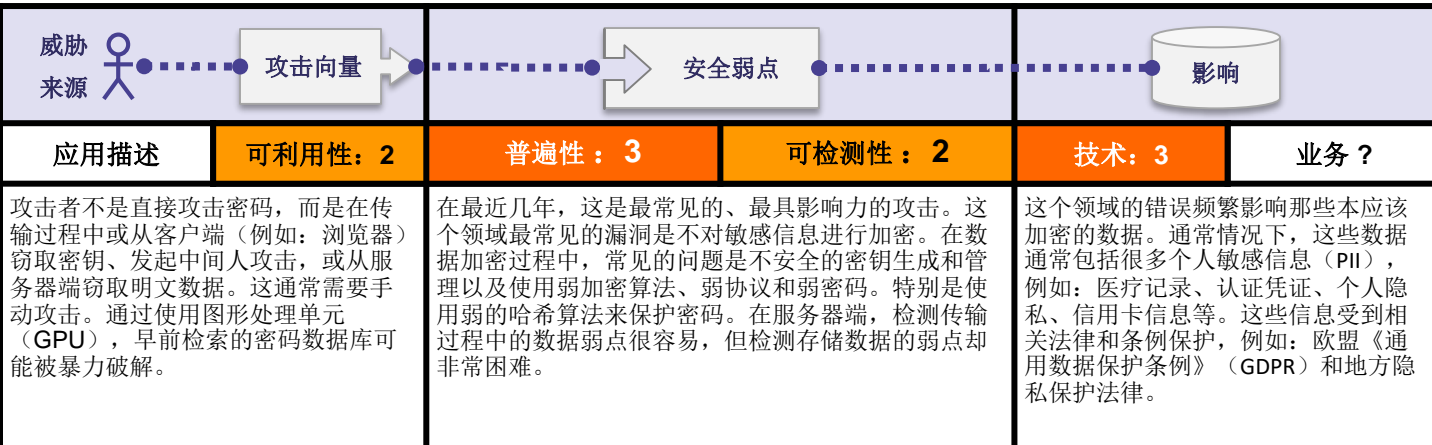 威胁
来源
攻击向量
安全弱点
影响
应用描述
可利用性：2
普遍性 ：3
可检测性 ：2
技术：3
业务 ?
攻击者不是直接攻击密码，而是在传
输过程中或从客户端（例如：浏览器）
窃取密钥、发起中间人攻击，或从服
务器端窃取明文数据。这通常需要手
动攻击。通过使用图形处理单元
（GPU），早前检索的密码数据库可
能被暴力破解。
在最近几年，这是最常见的、最具影响力的攻击。这
个领域最常见的漏洞是不对敏感信息进行加密。在数
据加密过程中，常见的问题是不安全的密钥生成和管
理以及使用弱加密算法、弱协议和弱密码。特别是使
用弱的哈希算法来保护密码。在服务器端，检测传输
过程中的数据弱点很容易，但检测存储数据的弱点却
非常困难。
这个领域的错误频繁影响那些本应该
加密的数据。通常情况下，这些数据
通常包括很多个人敏感信息（PII），
例如：医疗记录、认证凭证、个人隐
私、信用卡信息等。这些信息受到相
关法律和条例保护，例如：欧盟《通
用数据保护条例》（GDPR）和地方隐
私保护法律。